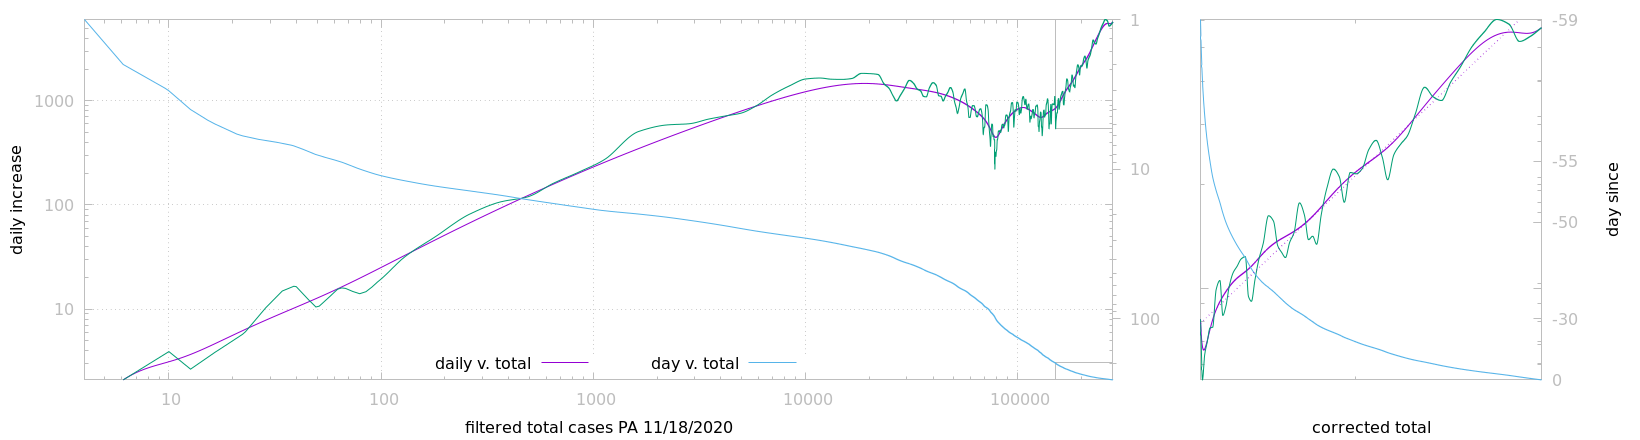 daily increase
1000
100
10
daily v. total
day v. total
10
100
1000
10000
100000
filtered total cases PA 11/18/2020
1
10
100
-59
-55
-50
-30
0
day since
corrected total